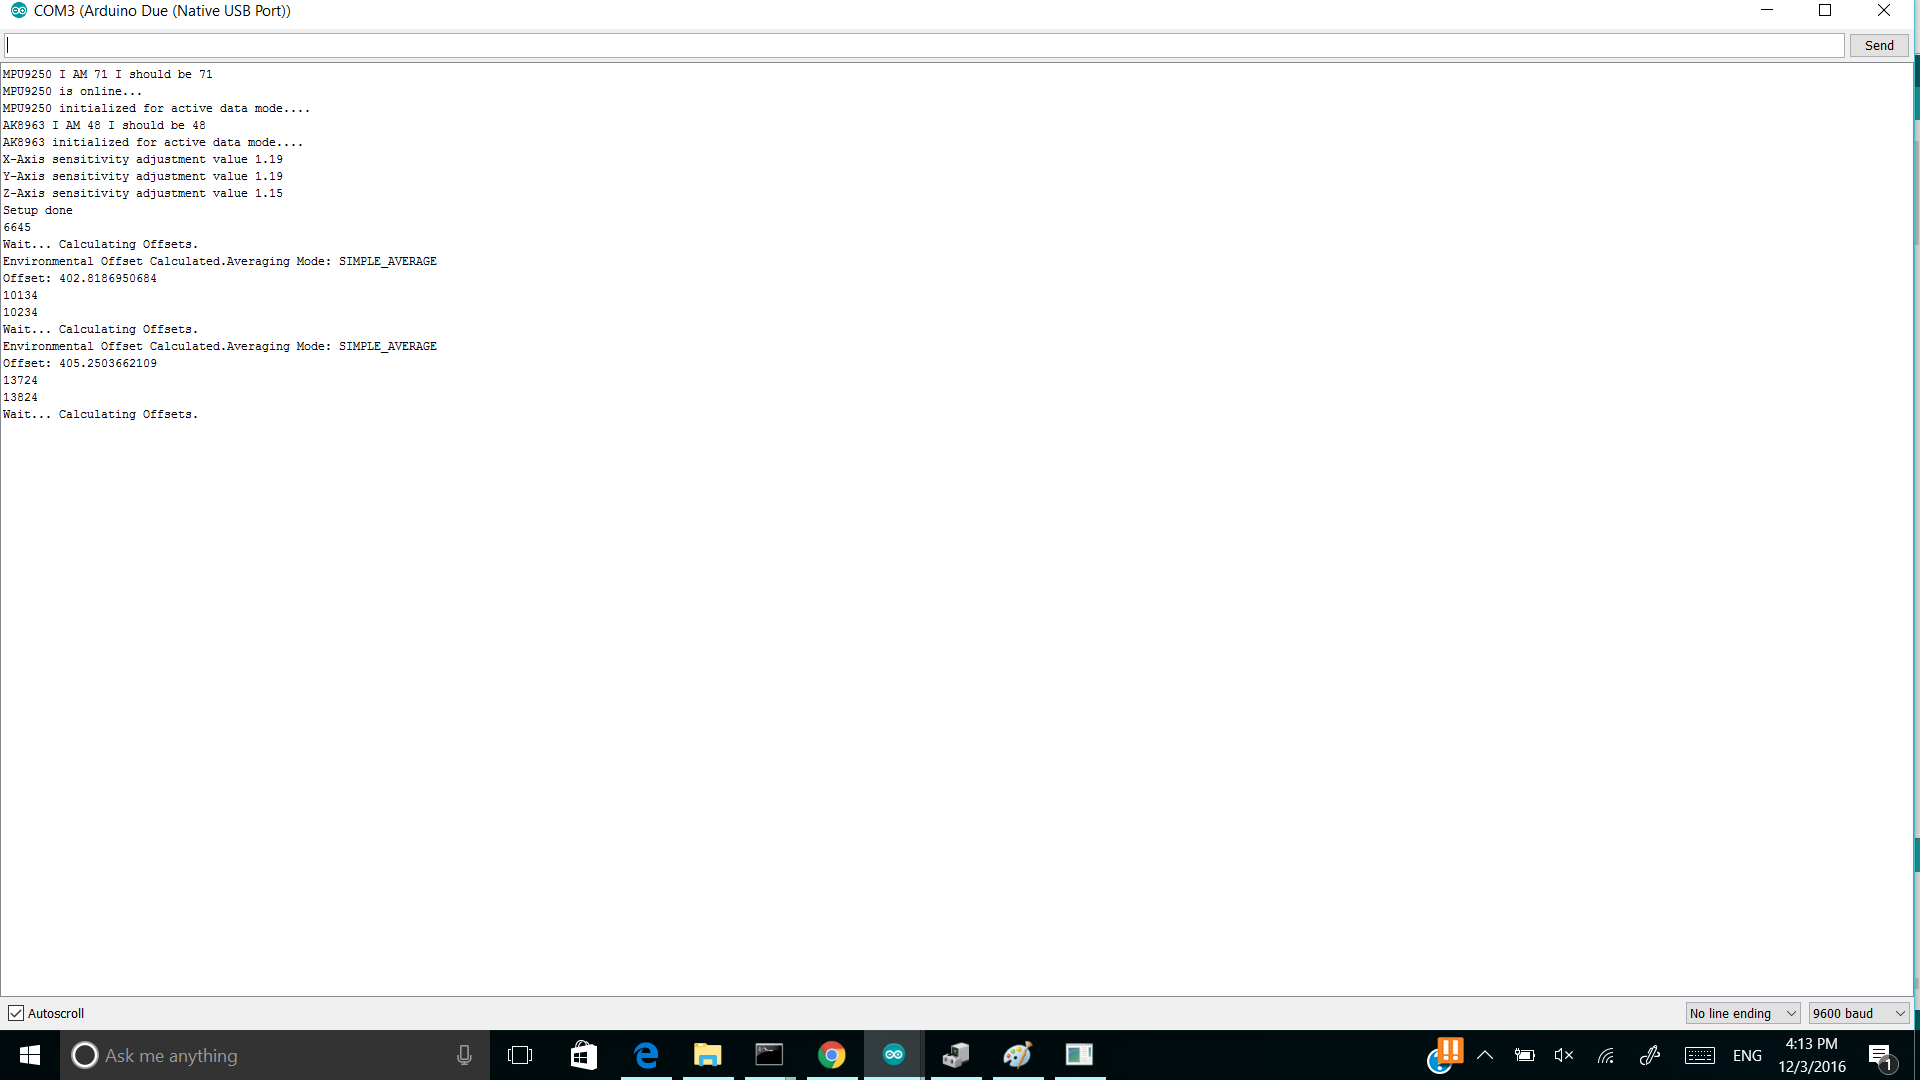 COM3 (Arduino Due (Native USB Port))
Send
MPU9250 I AM 71 I should be 71
MPU9250 is online...
MPU9250 initialized for active data mode....
AK8963 I AM 48 I should be 48
AK8963 initialized for active data mode....
X-Axis sensitivity adjustment value 1.19
Y-Axis sensitivity adjustment value 1.19
Z-Axis sensitivity adjustment value 1.15
Setup done
6645
Wait... Calculating Offsets.
Environmental Offset Calculated.Averaging Mode: SIMPLE_AVERAGE
Offset: 402.8186950684
10134
10234
Wait... Calculating Offsets.
Environmental Offset Calculated.Averaging Mode: SIMPLE_AVERAGE
Offset: 405.2503662109
13724
13824
Wait... Calculating Offsets.
Autoscroll
No line ending
9600 baud
Ask me anything
ENG
4:13 PM
12/3/2016
1